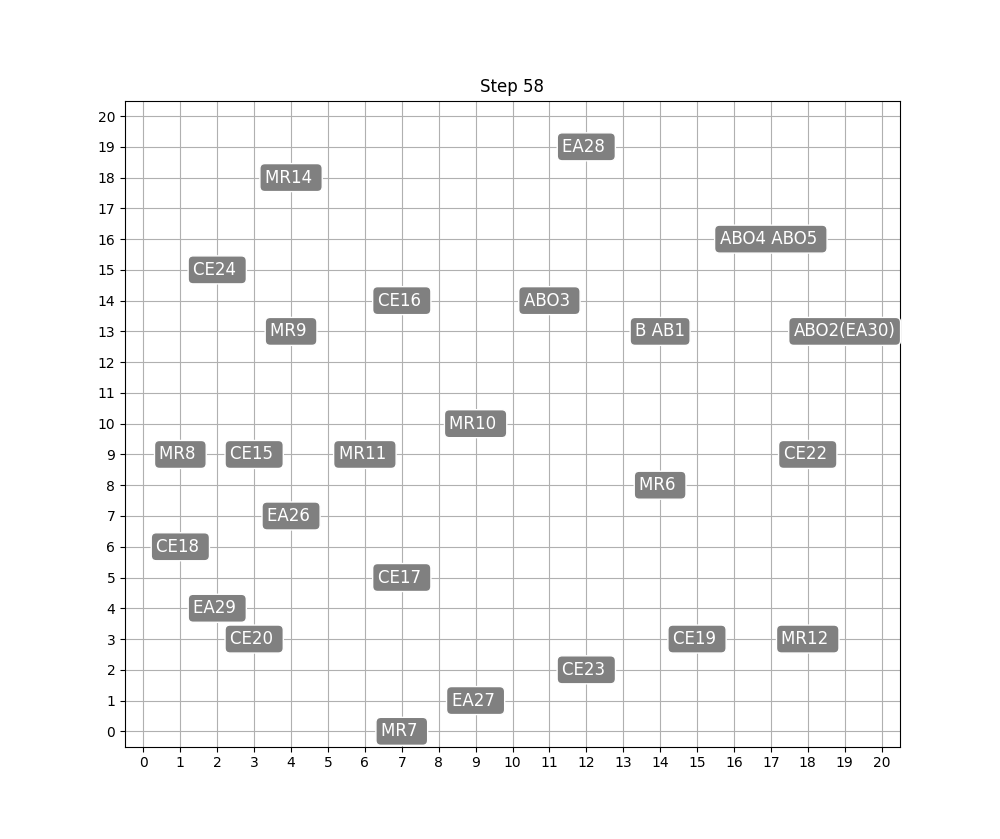 Step 58
20
19
18
17
16
15
14
13
12
11
10
9
8
7
6
5
4
3
2
1
0
EA28
MR14
ABO4 ABO5
CE24
CE16
ABO3
MR9
B AB1
ABO2(EA30)
MR10
MR8
CE15
MR11
CE22
MR6
EA26
CE18
CE17
EA29
CE20
CE19
MR12
CE23
EA27
MR7
0 1 2 3 4 5 6 7 8 9 10 11 12 13 14 15 16 17 18 19 20